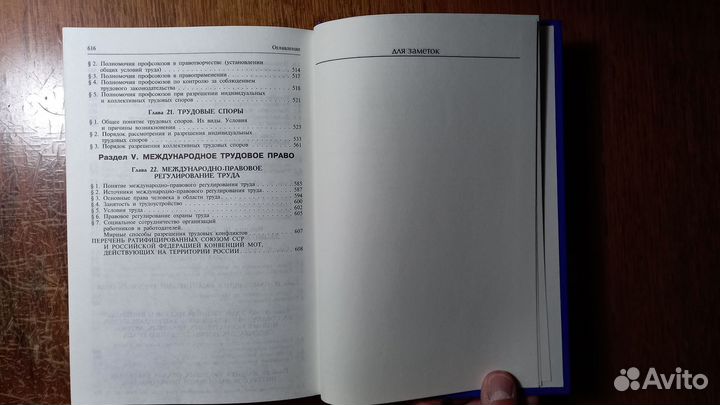 616
Оглавление
§ 2. Полномочия профсоюзов в правотворчестве (установлении
общих условий труда) 514
§ 3. Полномочия профсоюзов в правоприменении 517
§ 4. Полномочия профсоюзов по контролю за соблюдением
трудового законодательства 518
§ 5. Полномочия профсоюзов при разрешении индивидуальных
и коллективных трудовых споров 521
Глава 21. ТРУДОВЫЕ СПОРЫ
§ 1. Общее понятие трудовых споров. Их виды. Условия
и причины возникновения 523
§ 2. Порядок рассмотрения и разрешения индивидуальных
трудовых споров 533
§ 3. Порядок разрешения коллективных трудовых споров 561
Раздел V. МЕЖДУНАРОДНОЕ ТРУДОВОЕ ПРАВО
Глава 22. МЕЖДУНАРОДНО-ПРАВОВОЕ
РЕГУЛИРОВАНИЕ ТРУДА
§ 1. Понятие международно-правового регулирования труда 585
§ 2. Источники международно-правового регулирования труда 587
§ 3. Основные права человека в области труда 594
§ 4. Занятость и трудоустройство 600
§ 5. Условия труда 602
§ 6. Правовое регулирование охраны труда 605
§ 7. Социальное сотрудничество организаций
работников и работодателей.
Мирные способы разрешения трудовых конфликтов 607
ПЕРЕЧЕНЬ РАТИФИЦИРОВАННЫХ СОЮЗОМ ССР
И РОССИЙСКОЙ ФЕДЕРАЦИЕЙ КОНВЕНЦИЙ МОТ,
ДЕЙСТВУЮЩИХ НА ТЕРРИТОРИИ РОССИИ 608
для заметок
Avito